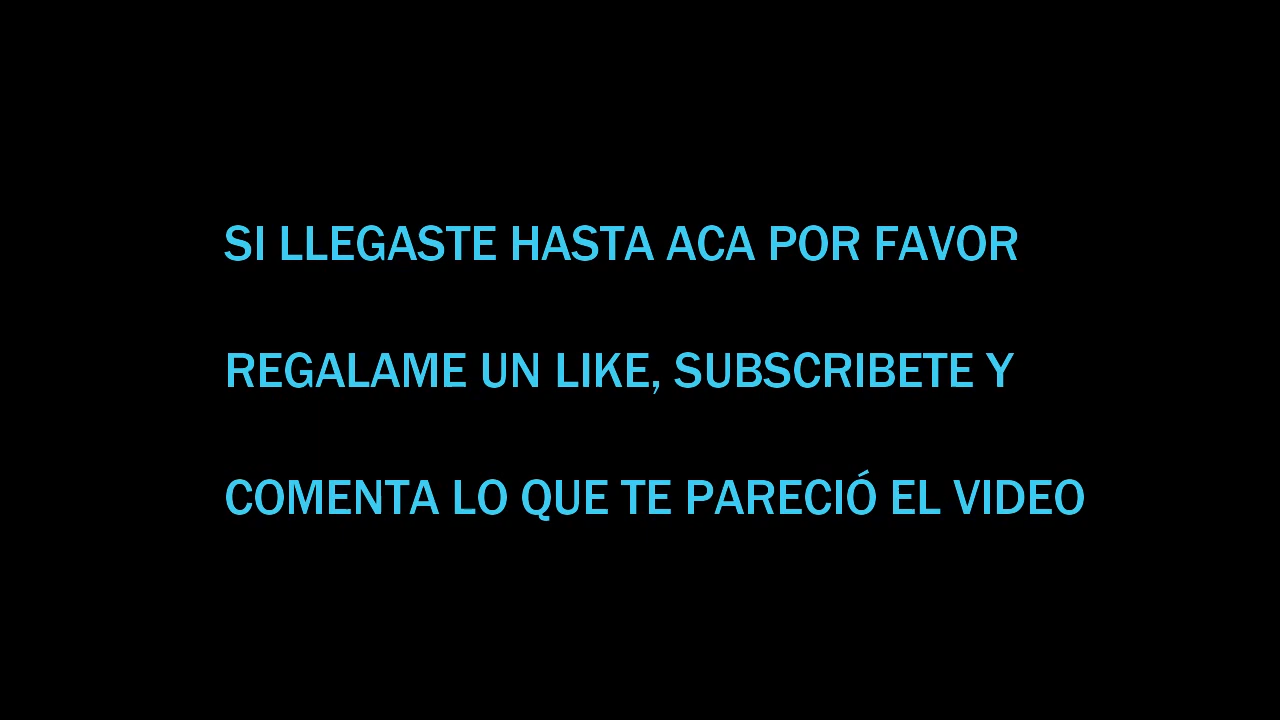 SI LLEGASTE HASTA ACA POR FAVOR
REGALAME UN LIKE, SUBSCRIBETE Y
COMENTA LO QUE TE PARECIÓ EL VIDEO